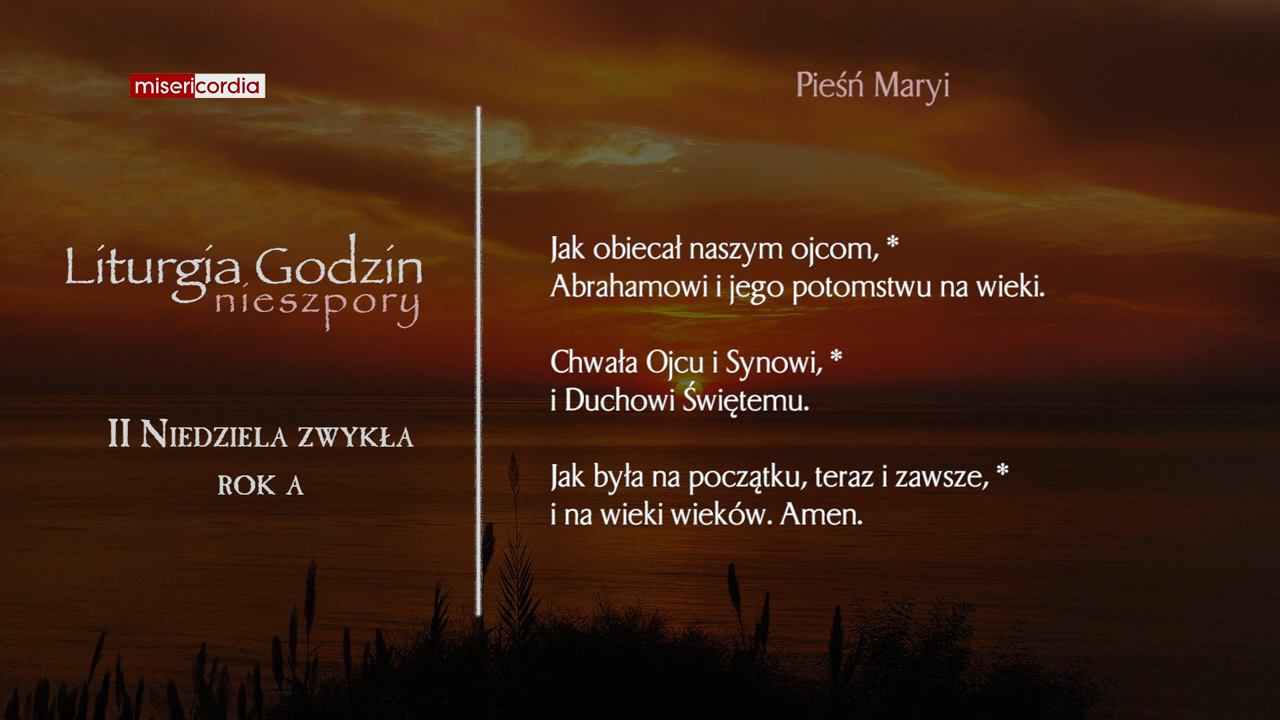 misericordia
Liturgia Godzin
nieszpory
II Niedziela zwykła
rok a
Pieśń Maryi
Jak obiecał naszym ojcom, *
Abrahamowi i jego potomstwu na wieki.
Chwała Ojcu i Synowi, *
i Duchowi Świętemu.
Jak była na początku, teraz i zawsze, *
i na wieki wieków. Amen.